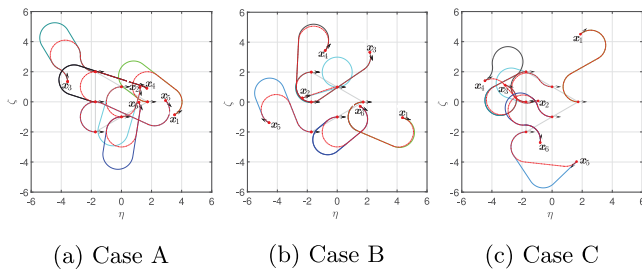 6
4
2
0
-2
-4
-6
ζ
x₃
x₂
x₄
x₆
x₅
x₁
-6 -4 -2 0 2 4 6
η
(a) Case A
6
4
2
0
-2
-4
-6
ζ
x₄
x₃
x₂
x₆
x₅
x₁
-6 -4 -2 0 2 4 6
η
(b) Case B
6
4
2
0
-2
-4
-6
ζ
x₁
x₄
x₃
x₂
x₆
x₅
-6 -4 -2 0 2 4 6
η
(c) Case C